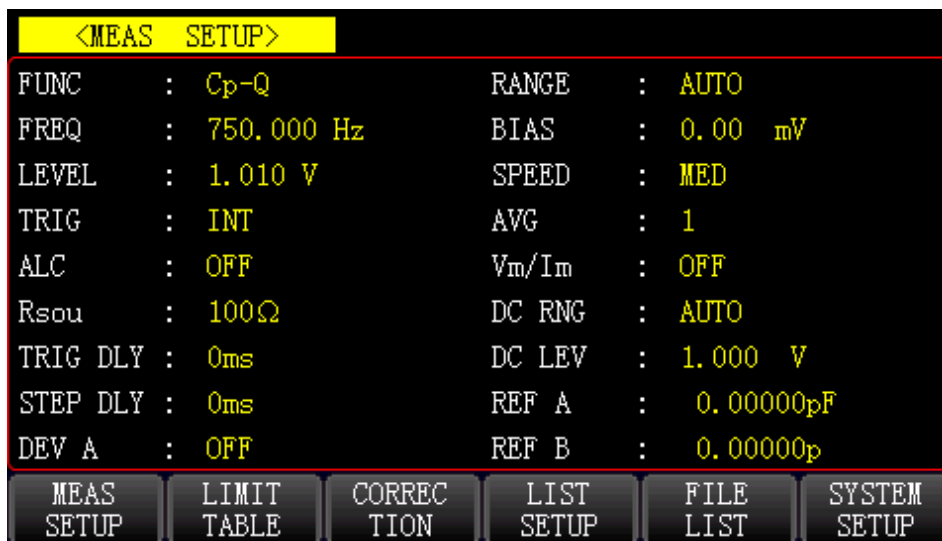 <MEAS SETUP>
FUNC : Cp-Q RANGE : AUTO
FREQ : 750.000 Hz BIAS : 0.00 mV
LEVEL : 1.010 V SPEED : MED
TRIG : INT AVG : 1
ALC : OFF Vm/Im : OFF
Rsou : 100Ω DC RNG : AUTO
TRIG DLY : 0ms DC LEV : 1.000 V
STEP DLY : 0ms REF A : 0.00000pF
DEV A : OFF REF B : 0.00000p
MEAS LIMIT CORREC LIST FILE SYSTEM
SETUP TABLE TION SETUP LIST SETUP